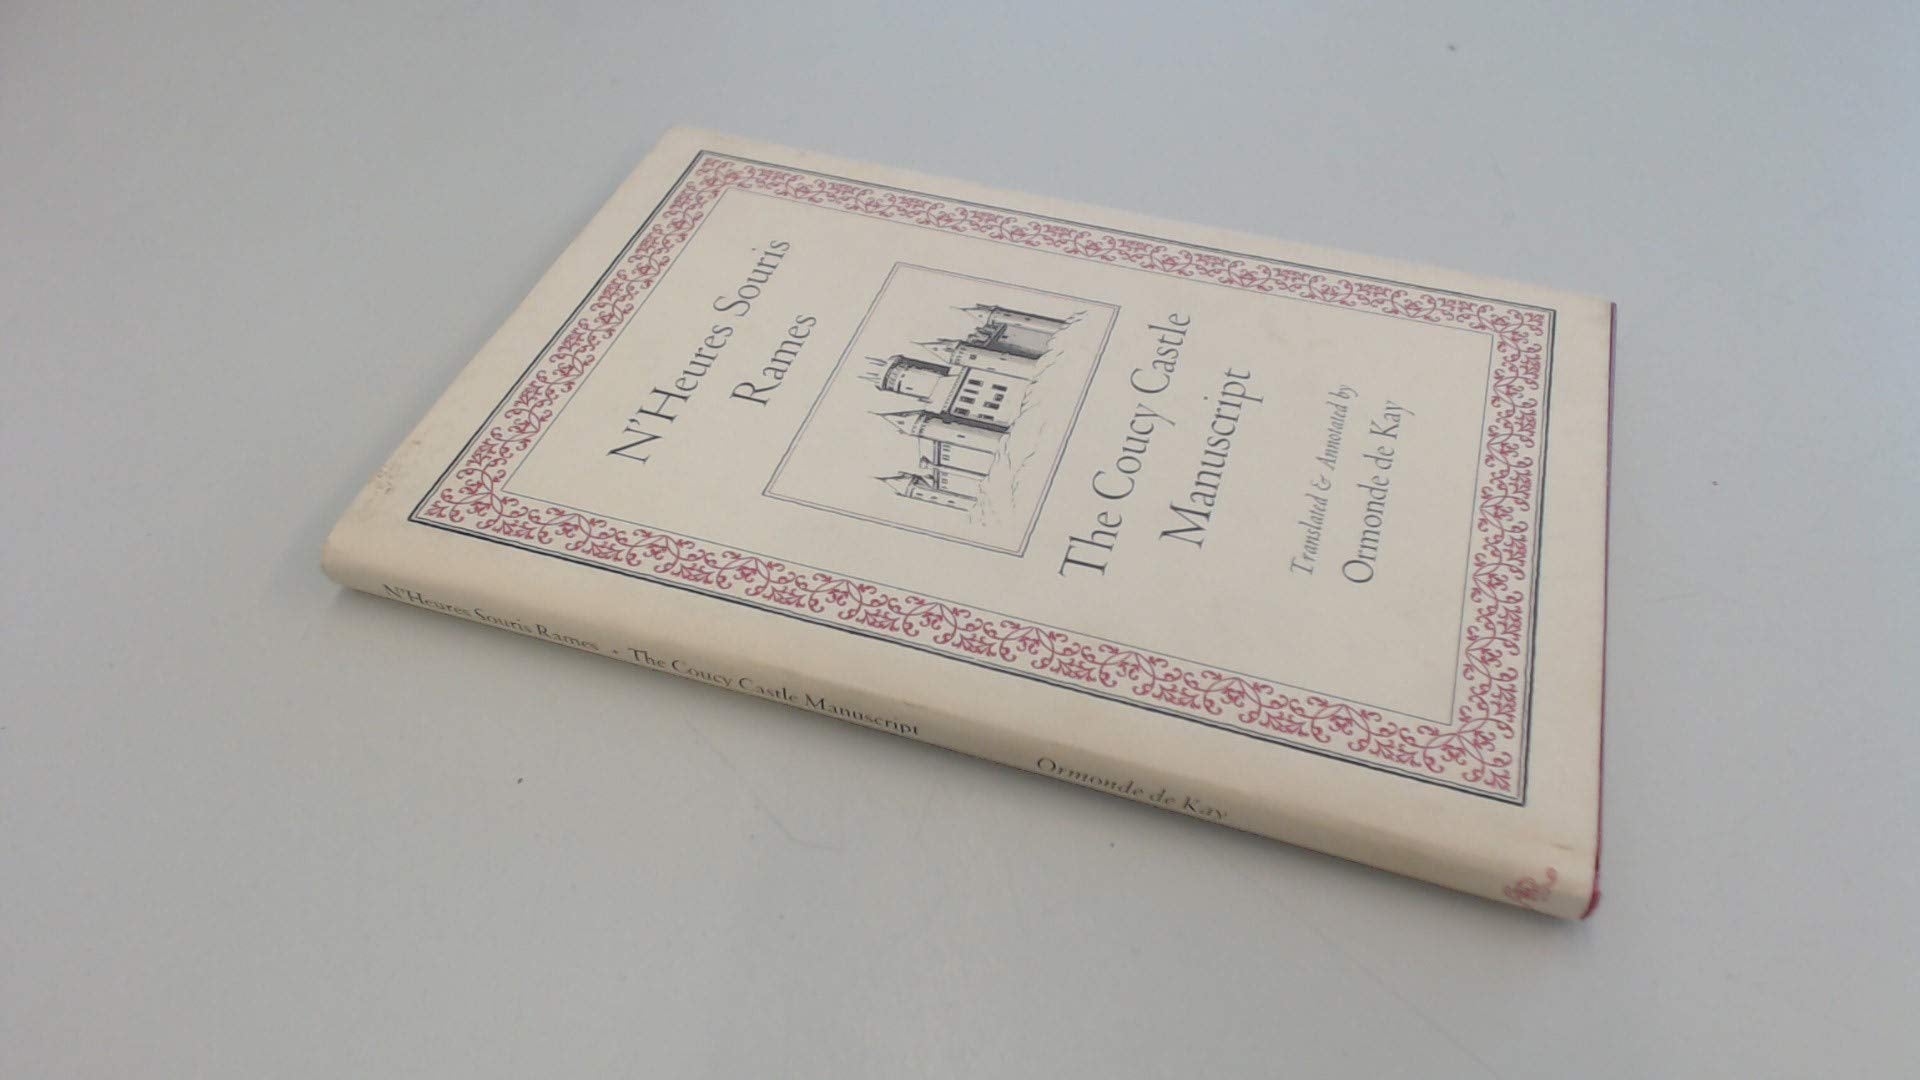 N'Heures Souris
Rames
The Coucy Castle
Manuscript
Translated & Annotated by
Ormonde de Kay
N'Heures Souris Rames • The Coucy Castle Manuscript
Ormonde de Kay